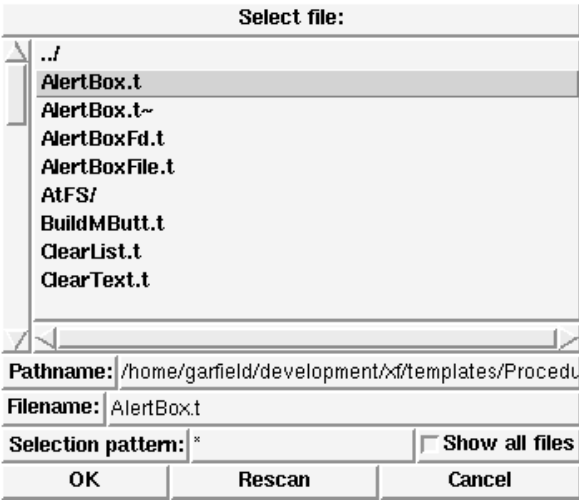 Select file:
../
AlertBox.t
AlertBox.t~
AlertBoxFd.t
AlertBoxFile.t
AtFS/
BuildMButt.t
ClearList.t
ClearText.t
Pathname: /home/garfield/development/xf/templates/Procedu
Filename: AlertBox.t
Selection pattern: * Show all files
OK Rescan Cancel